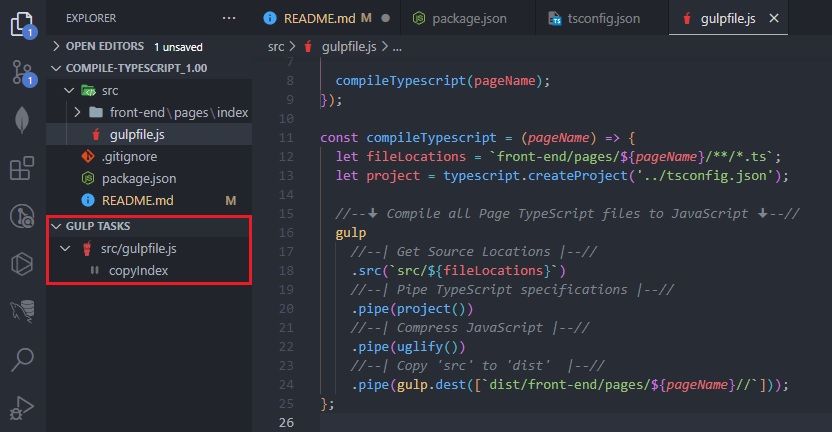 EXPLORER ...
README.md M
package.json
tsconfig.json
gulpfile.js
OPEN EDITORS 1 unsaved
COMPILE-TYPESCRIPT_1.00
src
front-end\pages\index
gulpfile.js
.gitignore
package.json
README.md M
GULP TASKS
src/gulpfile.js
copyIndex
1
1
src > gulpfile.js > ...
7
8 compileTypescript(pageName);
9 });
10
11 const compileTypescript = (pageName) => {
12 let fileLocations = `front-end/pages/${pageName}/**/*.ts`;
13 let project = typescript.createProject('../tsconfig.json');
14
15 //--🠟 Compile all Page TypeScript files to JavaScript 🠟--//
16 gulp
17 //--| Get Source Locations |--//
18 .src(`src/${fileLocations}`)
19 //--| Pipe TypeScript specifications |--//
20 .pipe(project())
21 //--| Compress JavaScript |--//
22 .pipe(uglify())
23 //--| Copy 'src' to 'dist'  |--//
24 .pipe(gulp.dest([`dist/front-end/pages/${pageName}//`]));
25 };
26